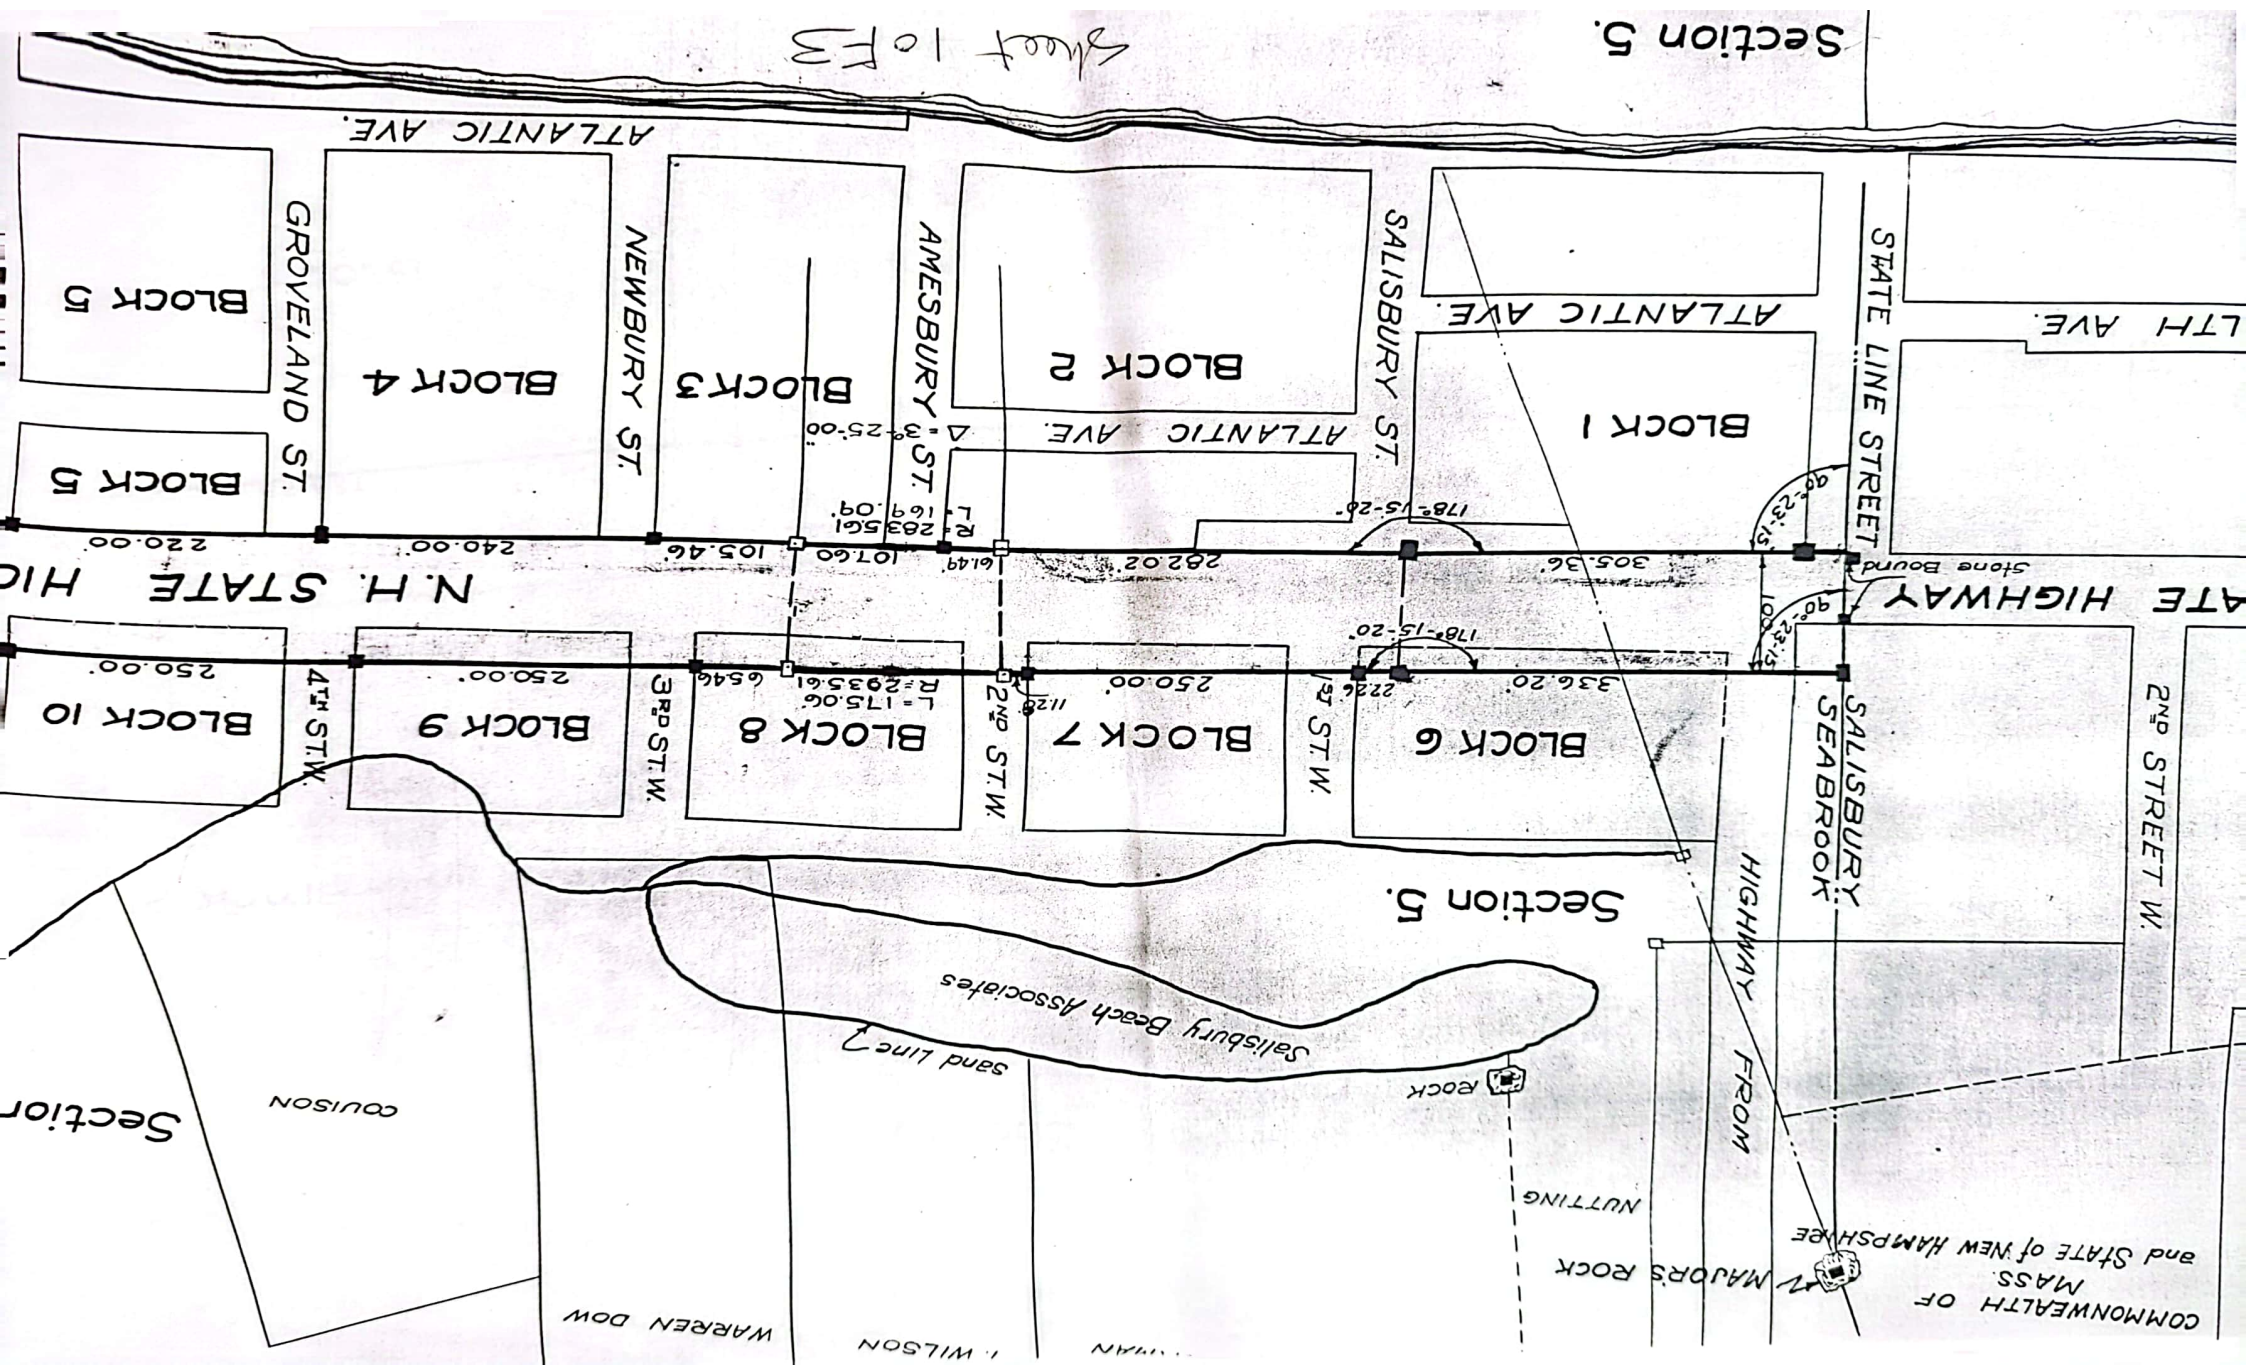 COMMONWEALTH OF
MASS.
and STATE of NEW HAMPSHIRE
MAJOR'S ROCK
NUTTING
WILSON
WARREN DOW
COUISON
Section
ROCK
Sand Line
Salisbury Beach Associates
HIGHWAY FROM
Section 5.
2ND STREET W.
SALISBURY
SEABROOK
BLOCK 6
1ST ST.W.
BLOCK 7
2ND ST.W.
BLOCK 8
3RD ST.W.
BLOCK 9
4TH ST.W.
BLOCK 10
336.20'
22.26
250.00'
11.28'
L=175.06'
R=2935.61
65.46
250.00'
250.00'
90°-23'-15"
178°-15'-20"
100'
ATE HIGHWAY
N.H. STATE HIG
Stone Bound
305.36'
282.02'
61.49'
107.60'
105.46'
240.00'
220.00'
90°-23'-15"
178°-15'-20"
R=2835.61
L=169.09'
Δ=3°-25'-00"
STATE LINE STREET
BLOCK 1
SALISBURY ST.
ATLANTIC AVE.
BLOCK 2
AMESBURY ST.
BLOCK 3
NEWBURY ST.
BLOCK 4
GROVELAND ST.
BLOCK 5
BLOCK 5
LTH AVE.
ATLANTIC AVE.
ATLANTIC AVE.
Section 5.
Sheet 1 OF 3